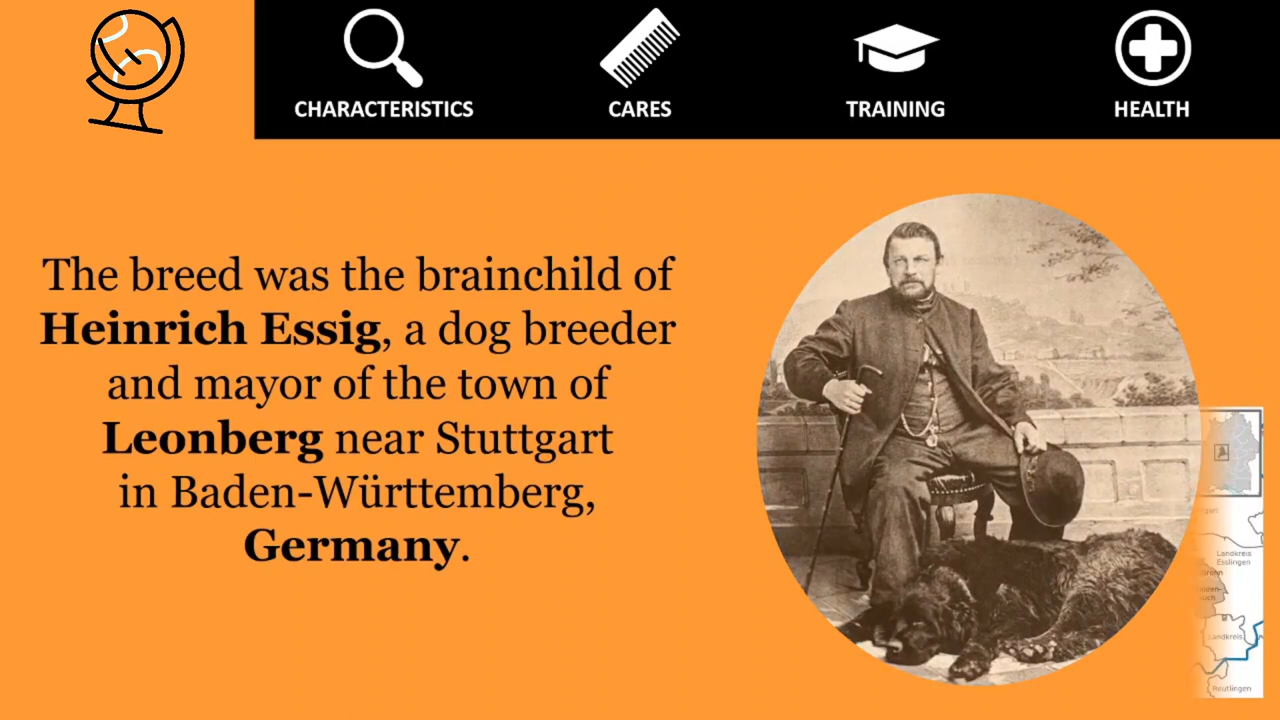 CHARACTERISTICS
CARES
TRAINING
HEALTH
The breed was the brainchild of
Heinrich Essig, a dog breeder
and mayor of the town of
Leonberg near Stuttgart
in Baden-Württemberg,
Germany.
Landkreis
Esslingen
Landkreis
Reutlingen